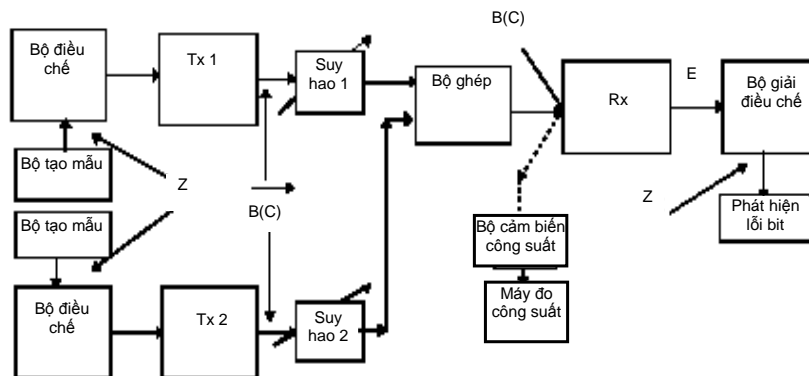 B(C)
Bộ điều
chế
Tx 1
Suy
hao 1
Bộ ghép
Rx
E
Bộ giải
điều chế
Bộ tạo mẫu
Z
Z
Phát hiện
lỗi bit
Bộ tạo mẫu
B(C)
Bộ cảm biến
công suất
Bộ điều
chế
Tx 2
Suy
hao 2
Máy đo
công suất